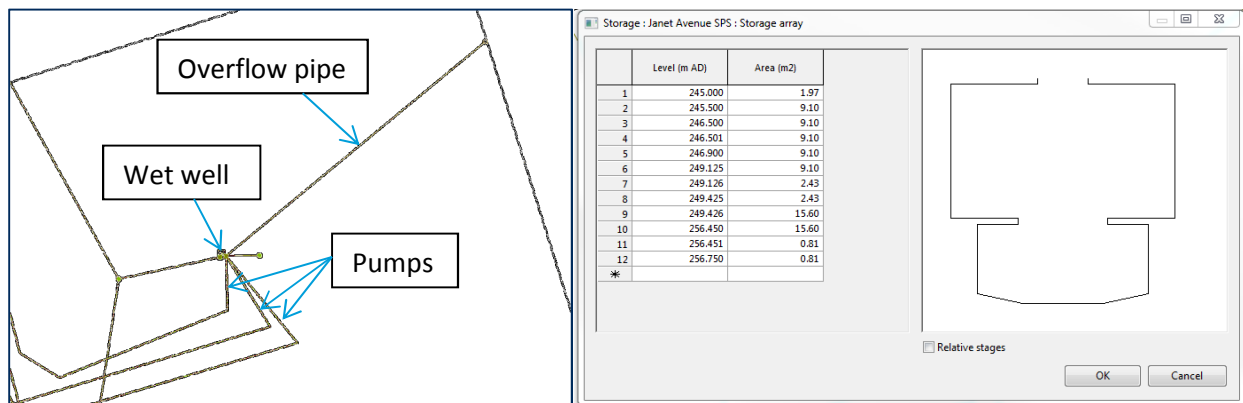 Overflow pipe
Wet well
Pumps
Storage : Janet Avenue SPS : Storage array
Level (m AD) Area (m2)
1 245.000 1.97
2 245.500 9.10
3 246.500 9.10
4 246.501 9.10
5 246.900 9.10
6 249.125 9.10
7 249.126 2.43
8 249.425 2.43
9 249.426 15.60
10 256.450 15.60
11 256.451 0.81
12 256.750 0.81
Relative stages
OK Cancel